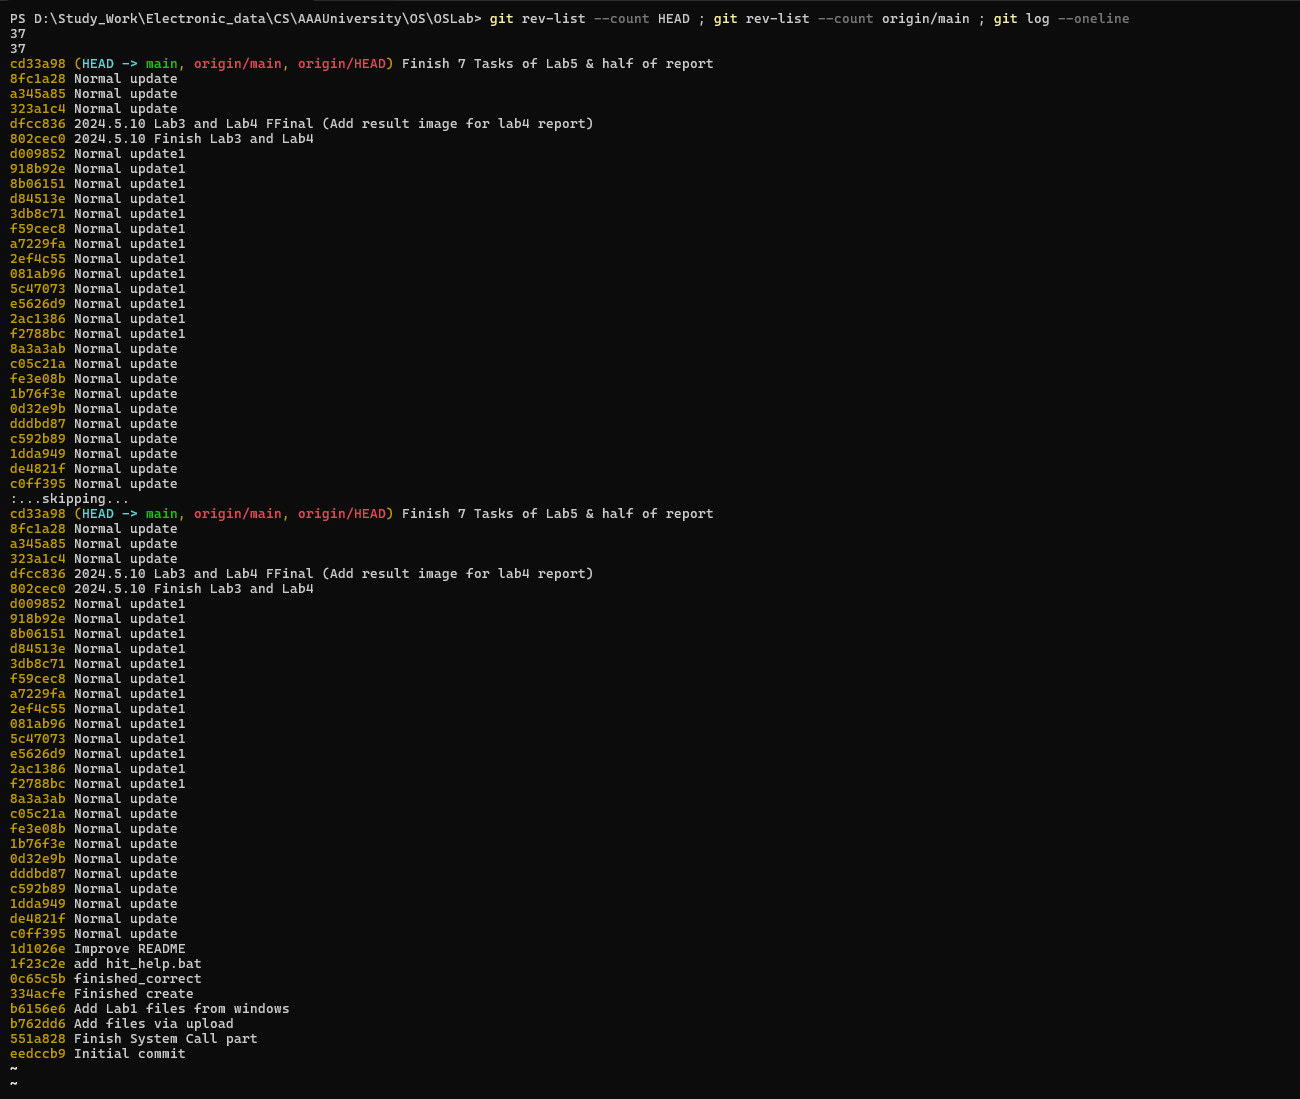 PS D:\Study_Work\Electronic_data\CS\AAAUniversity\OS\OSLab> git rev-list --count HEAD ; git rev-list --count origin/main ; git log --oneline
37
37
cd33a98 (HEAD -> main, origin/main, origin/HEAD) Finish 7 Tasks of Lab5 & half of report
8fc1a28 Normal update
a345a85 Normal update
323a1c4 Normal update
dfcc836 2024.5.10 Lab3 and Lab4 FFinal (Add result image for lab4 report)
802cec0 2024.5.10 Finish Lab3 and Lab4
d009852 Normal update1
918b92e Normal update1
8b06151 Normal update1
d84513e Normal update1
3db8c71 Normal update1
f59cec8 Normal update1
a7229fa Normal update1
2ef4c55 Normal update1
081ab96 Normal update1
5c47073 Normal update1
e5626d9 Normal update1
2ac1386 Normal update1
f2788bc Normal update1
8a3a3ab Normal update
c05c21a Normal update
fe3e08b Normal update
1b76f3e Normal update
0d32e9b Normal update
dddbd87 Normal update
c592b89 Normal update
1dda949 Normal update
de4821f Normal update
c0ff395 Normal update
:...skipping...
cd33a98 (HEAD -> main, origin/main, origin/HEAD) Finish 7 Tasks of Lab5 & half of report
8fc1a28 Normal update
a345a85 Normal update
323a1c4 Normal update
dfcc836 2024.5.10 Lab3 and Lab4 FFinal (Add result image for lab4 report)
802cec0 2024.5.10 Finish Lab3 and Lab4
d009852 Normal update1
918b92e Normal update1
8b06151 Normal update1
d84513e Normal update1
3db8c71 Normal update1
f59cec8 Normal update1
a7229fa Normal update1
2ef4c55 Normal update1
081ab96 Normal update1
5c47073 Normal update1
e5626d9 Normal update1
2ac1386 Normal update1
f2788bc Normal update1
8a3a3ab Normal update
c05c21a Normal update
fe3e08b Normal update
1b76f3e Normal update
0d32e9b Normal update
dddbd87 Normal update
c592b89 Normal update
1dda949 Normal update
de4821f Normal update
c0ff395 Normal update
1d1026e Improve README
1f23c2e add hit_help.bat
0c65c5b finished_correct
334acfe Finished create
b6156e6 Add Lab1 files from windows
b762dd6 Add files via upload
551a828 Finish System Call part
eedccb9 Initial commit
~
~